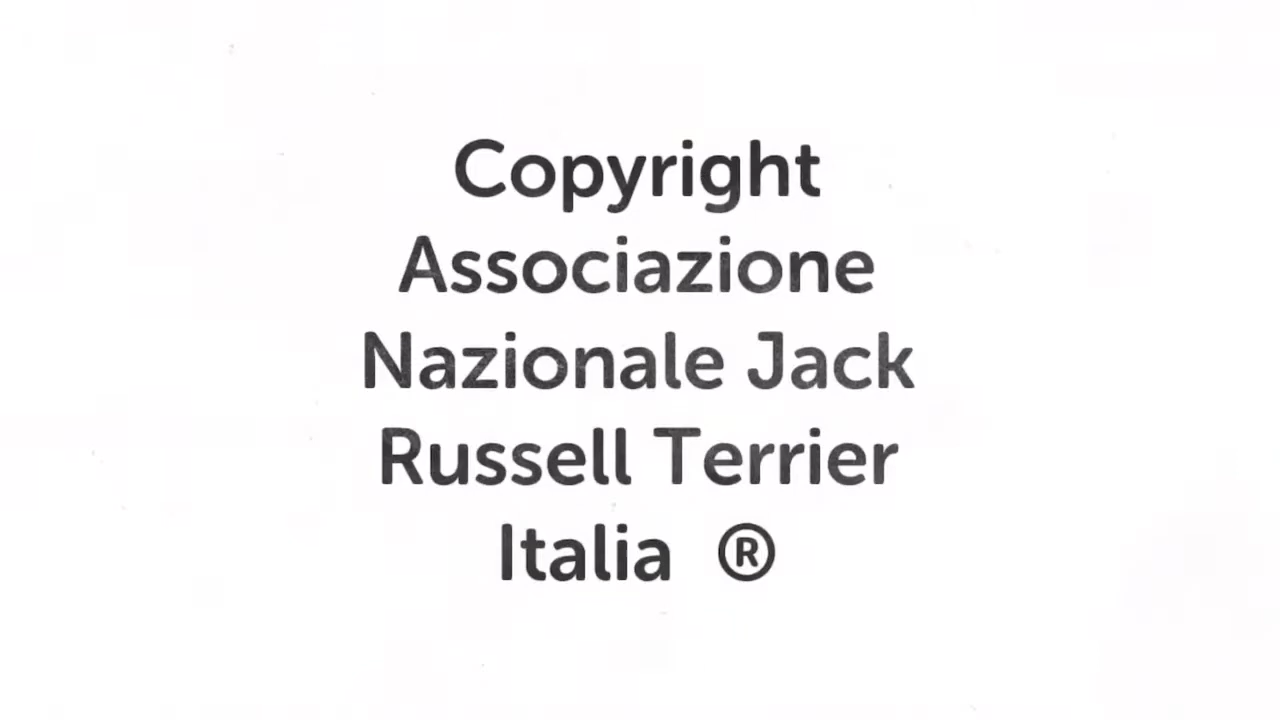 Copyright
Associazione
Nazionale Jack
Russell Terrier
Italia ®